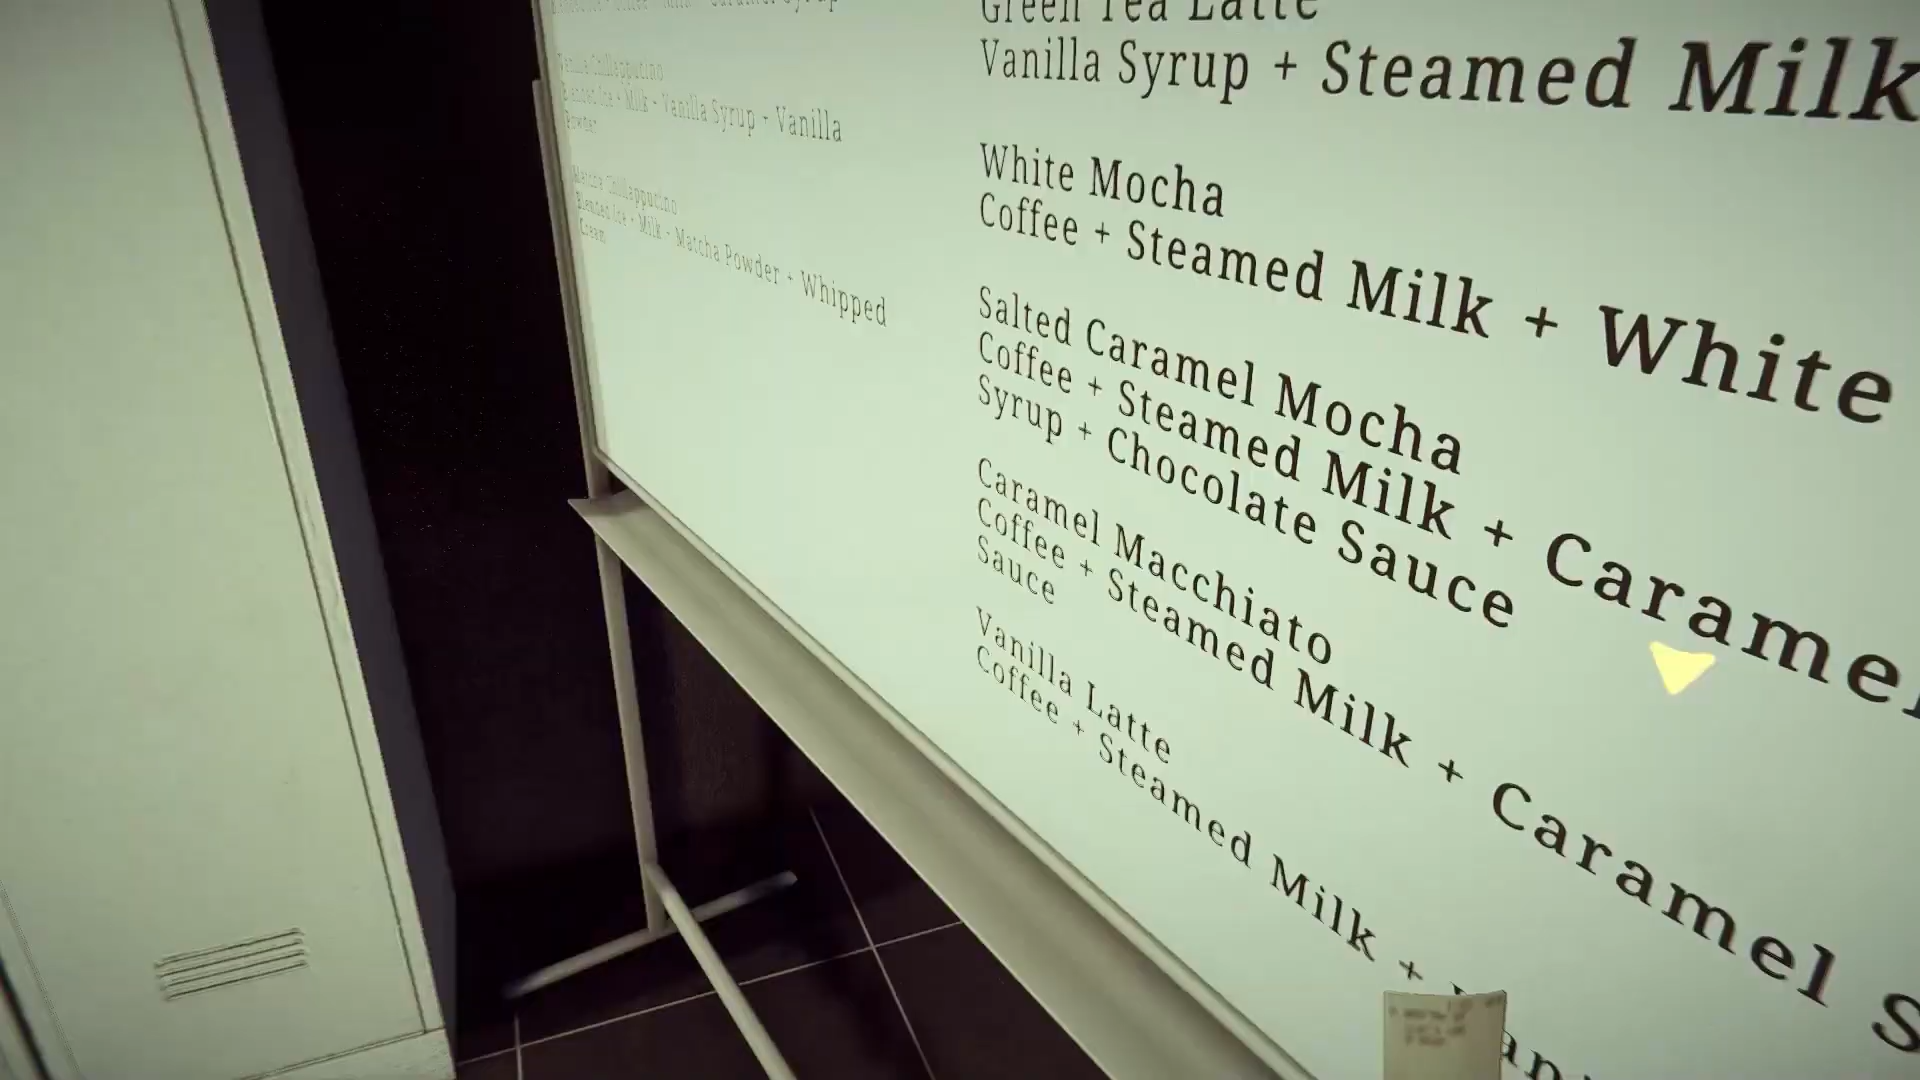 Vanilla Chillappucino
Blended Ice + Milk + Vanilla Syrup + Vanilla
Powder
Matcha Chillappucino
Blended Ice + Milk + Matcha Powder + Whipped
Cream
Green Tea Latte
Vanilla Syrup + Steamed Milk
White Mocha
Coffee + Steamed Milk + White
Salted Caramel Mocha
Coffee + Steamed Milk + Caramel
Syrup + Chocolate Sauce
Caramel Macchiato
Coffee + Steamed Milk + Caramel S
Sauce
Vanilla Latte
Coffee + Steamed Milk +